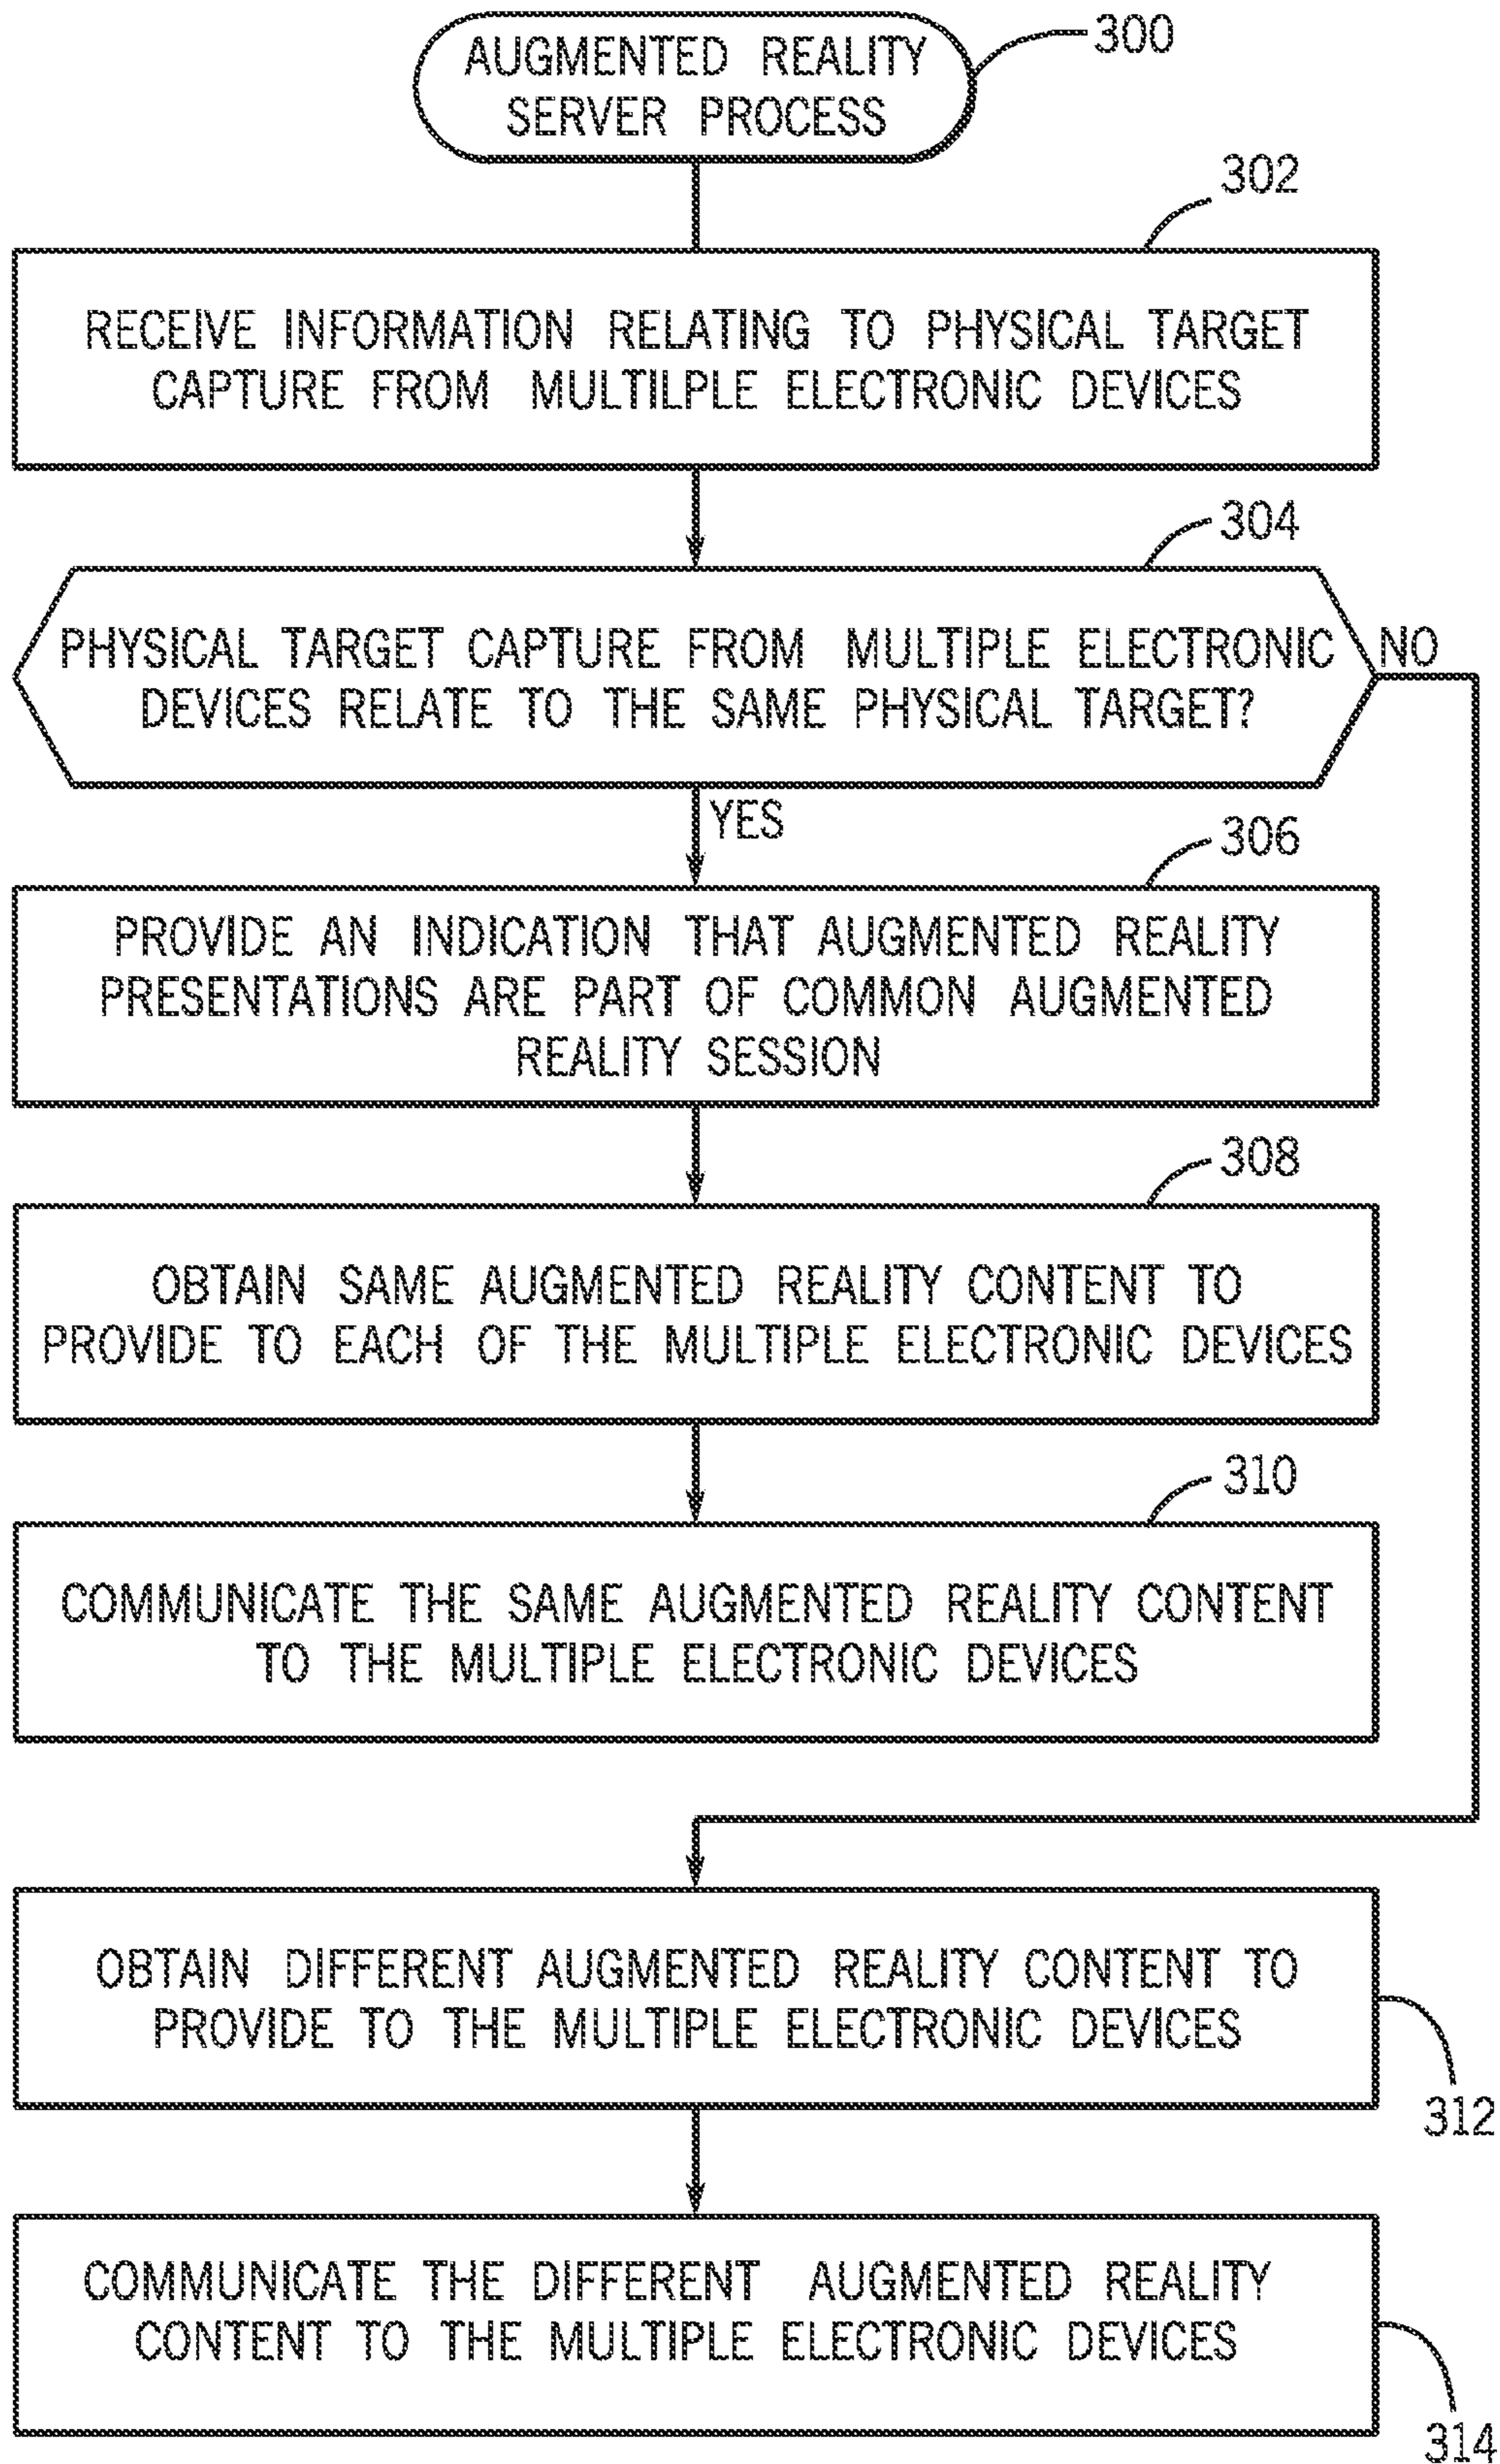 AUGMENTED REALITY
SERVER PROCESS
300
302
RECEIVE INFORMATION RELATING TO PHYSICAL TARGET
CAPTURE FROM MULTILPLE ELECTRONIC DEVICES
304
PHYSICAL TARGET CAPTURE FROM MULTIPLE ELECTRONIC
DEVICES RELATE TO THE SAME PHYSICAL TARGET?
NO
YES
306
PROVIDE AN INDICATION THAT AUGMENTED REALITY
PRESENTATIONS ARE PART OF COMMON AUGMENTED
REALITY SESSION
308
OBTAIN SAME AUGMENTED REALITY CONTENT TO
PROVIDE TO EACH OF THE MULTIPLE ELECTRONIC DEVICES
310
COMMUNICATE THE SAME AUGMENTED REALITY CONTENT
TO THE MULTIPLE ELECTRONIC DEVICES
OBTAIN DIFFERENT AUGMENTED REALITY CONTENT TO
PROVIDE TO THE MULTIPLE ELECTRONIC DEVICES
312
COMMUNICATE THE DIFFERENT AUGMENTED REALITY
CONTENT TO THE MULTIPLE ELECTRONIC DEVICES
314